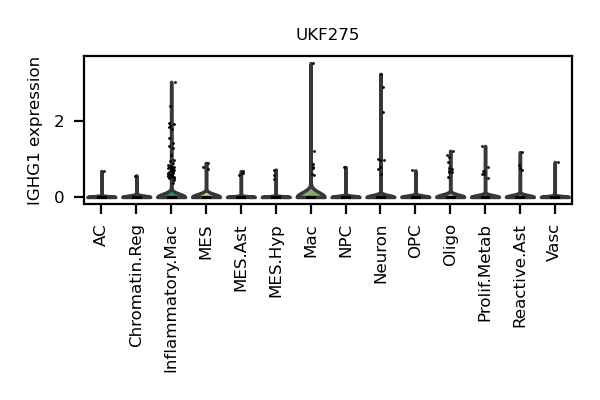 UKF275
IGHG1 expression
2
0
AC
Chromatin.Reg
Inflammatory.Mac
MES
MES.Ast
MES.Hyp
Mac
NPC
Neuron
OPC
Oligo
Prolif.Metab
Reactive.Ast
Vasc